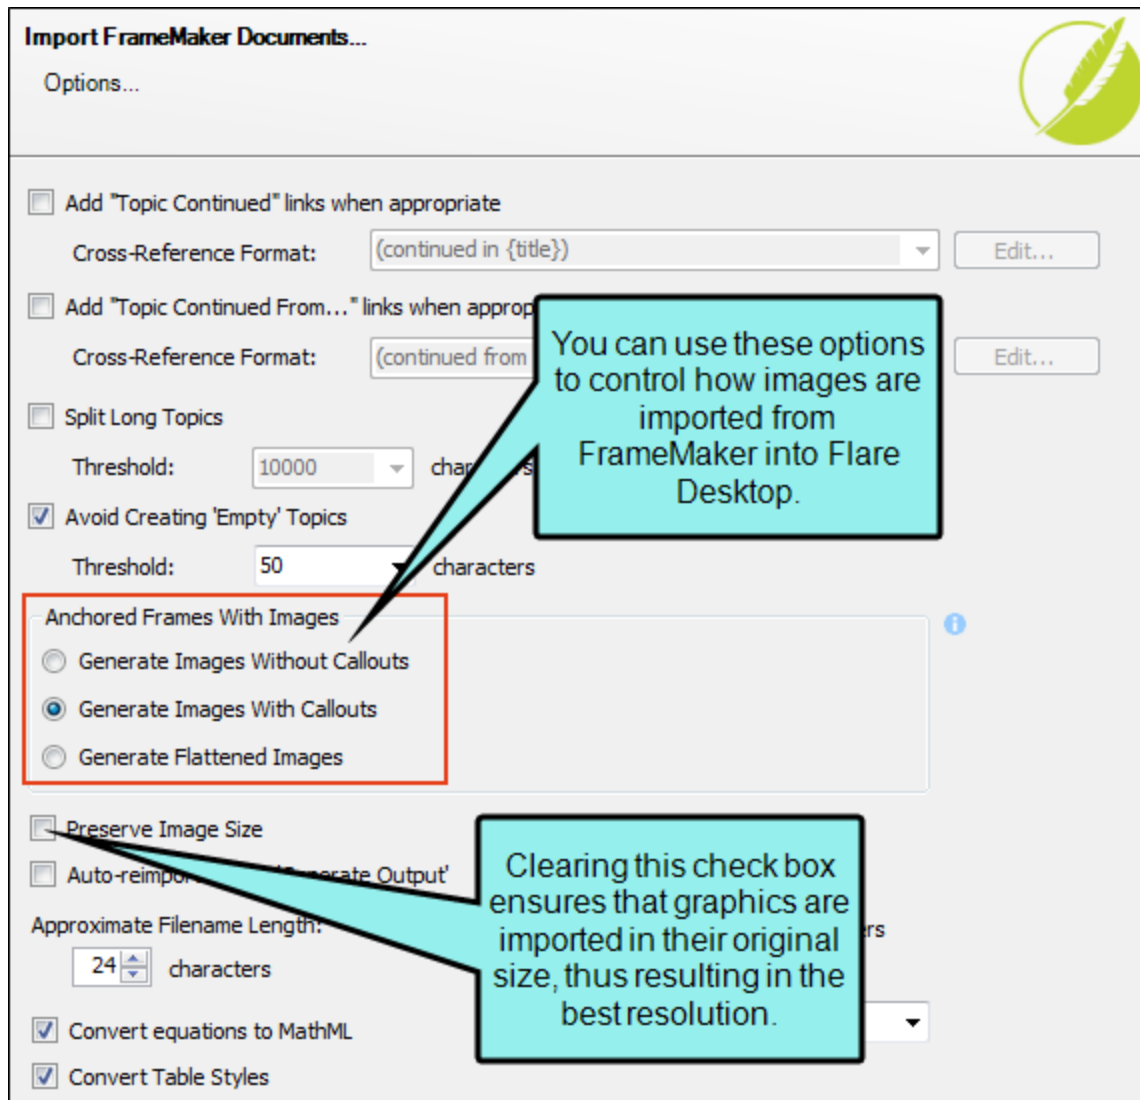 Import FrameMaker Documents...
Options...
Add "Topic Continued" links when appropriate
Cross-Reference Format: (continued in {title}) Edit...
Add "Topic Continued From..." links when
Cross-Reference Format: (continued from Edit...
You can use these options
to control how images are
imported from
FrameMaker into Flare
Desktop.
Split Long Topics
Threshold: 10000 characters
Avoid Creating 'Empty' Topics
Threshold: 50 characters
Anchored Frames With Images
Generate Images Without Callouts
Generate Images With Callouts
Generate Flattened Images
Preserve Image Size
Output'
Approximate Filename Length:
24 characters
Clearing this check box
ensures that graphics are
imported in their original
size, thus resulting in the
best resolution.
Convert equations to MathML
Convert Table Styles